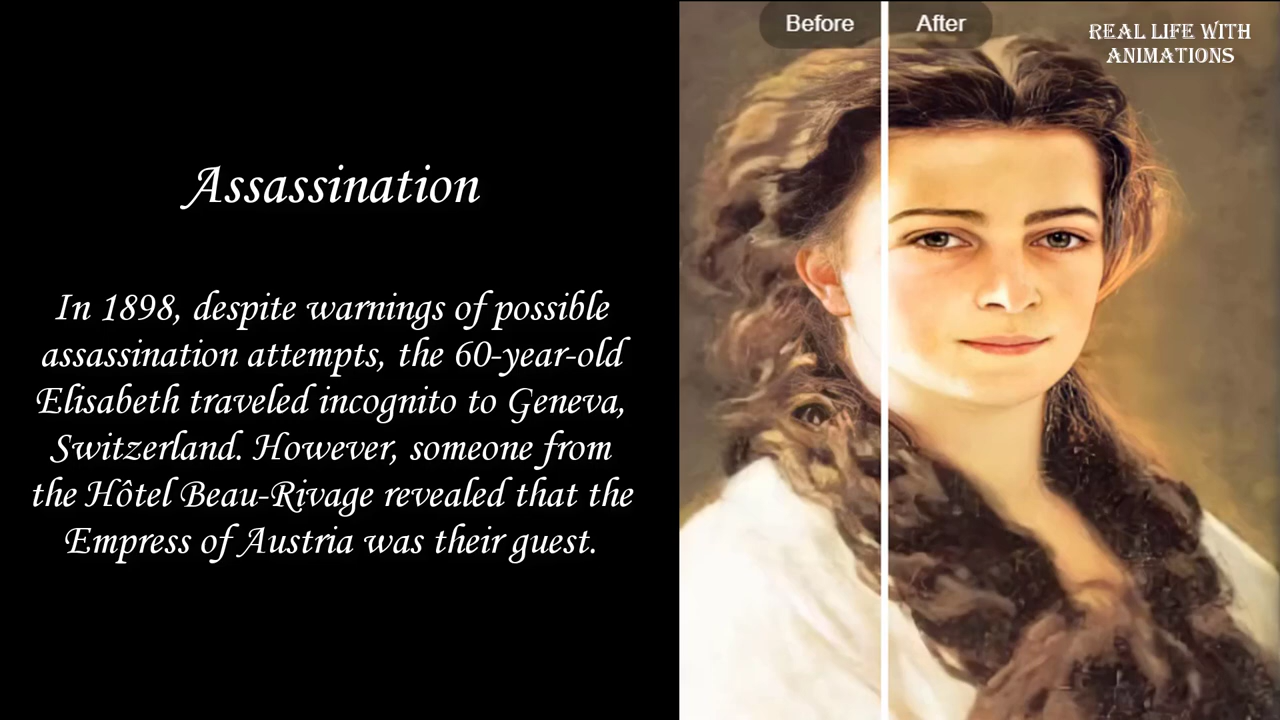 Assassination
In 1898, despite warnings of possible
assassination attempts, the 60-year-old
Elisabeth traveled incognito to Geneva,
Switzerland. However, someone from
the Hôtel Beau-Rivage revealed that the
Empress of Austria was their guest.
Before
After
REAL LIFE WITH
ANIMATIONS